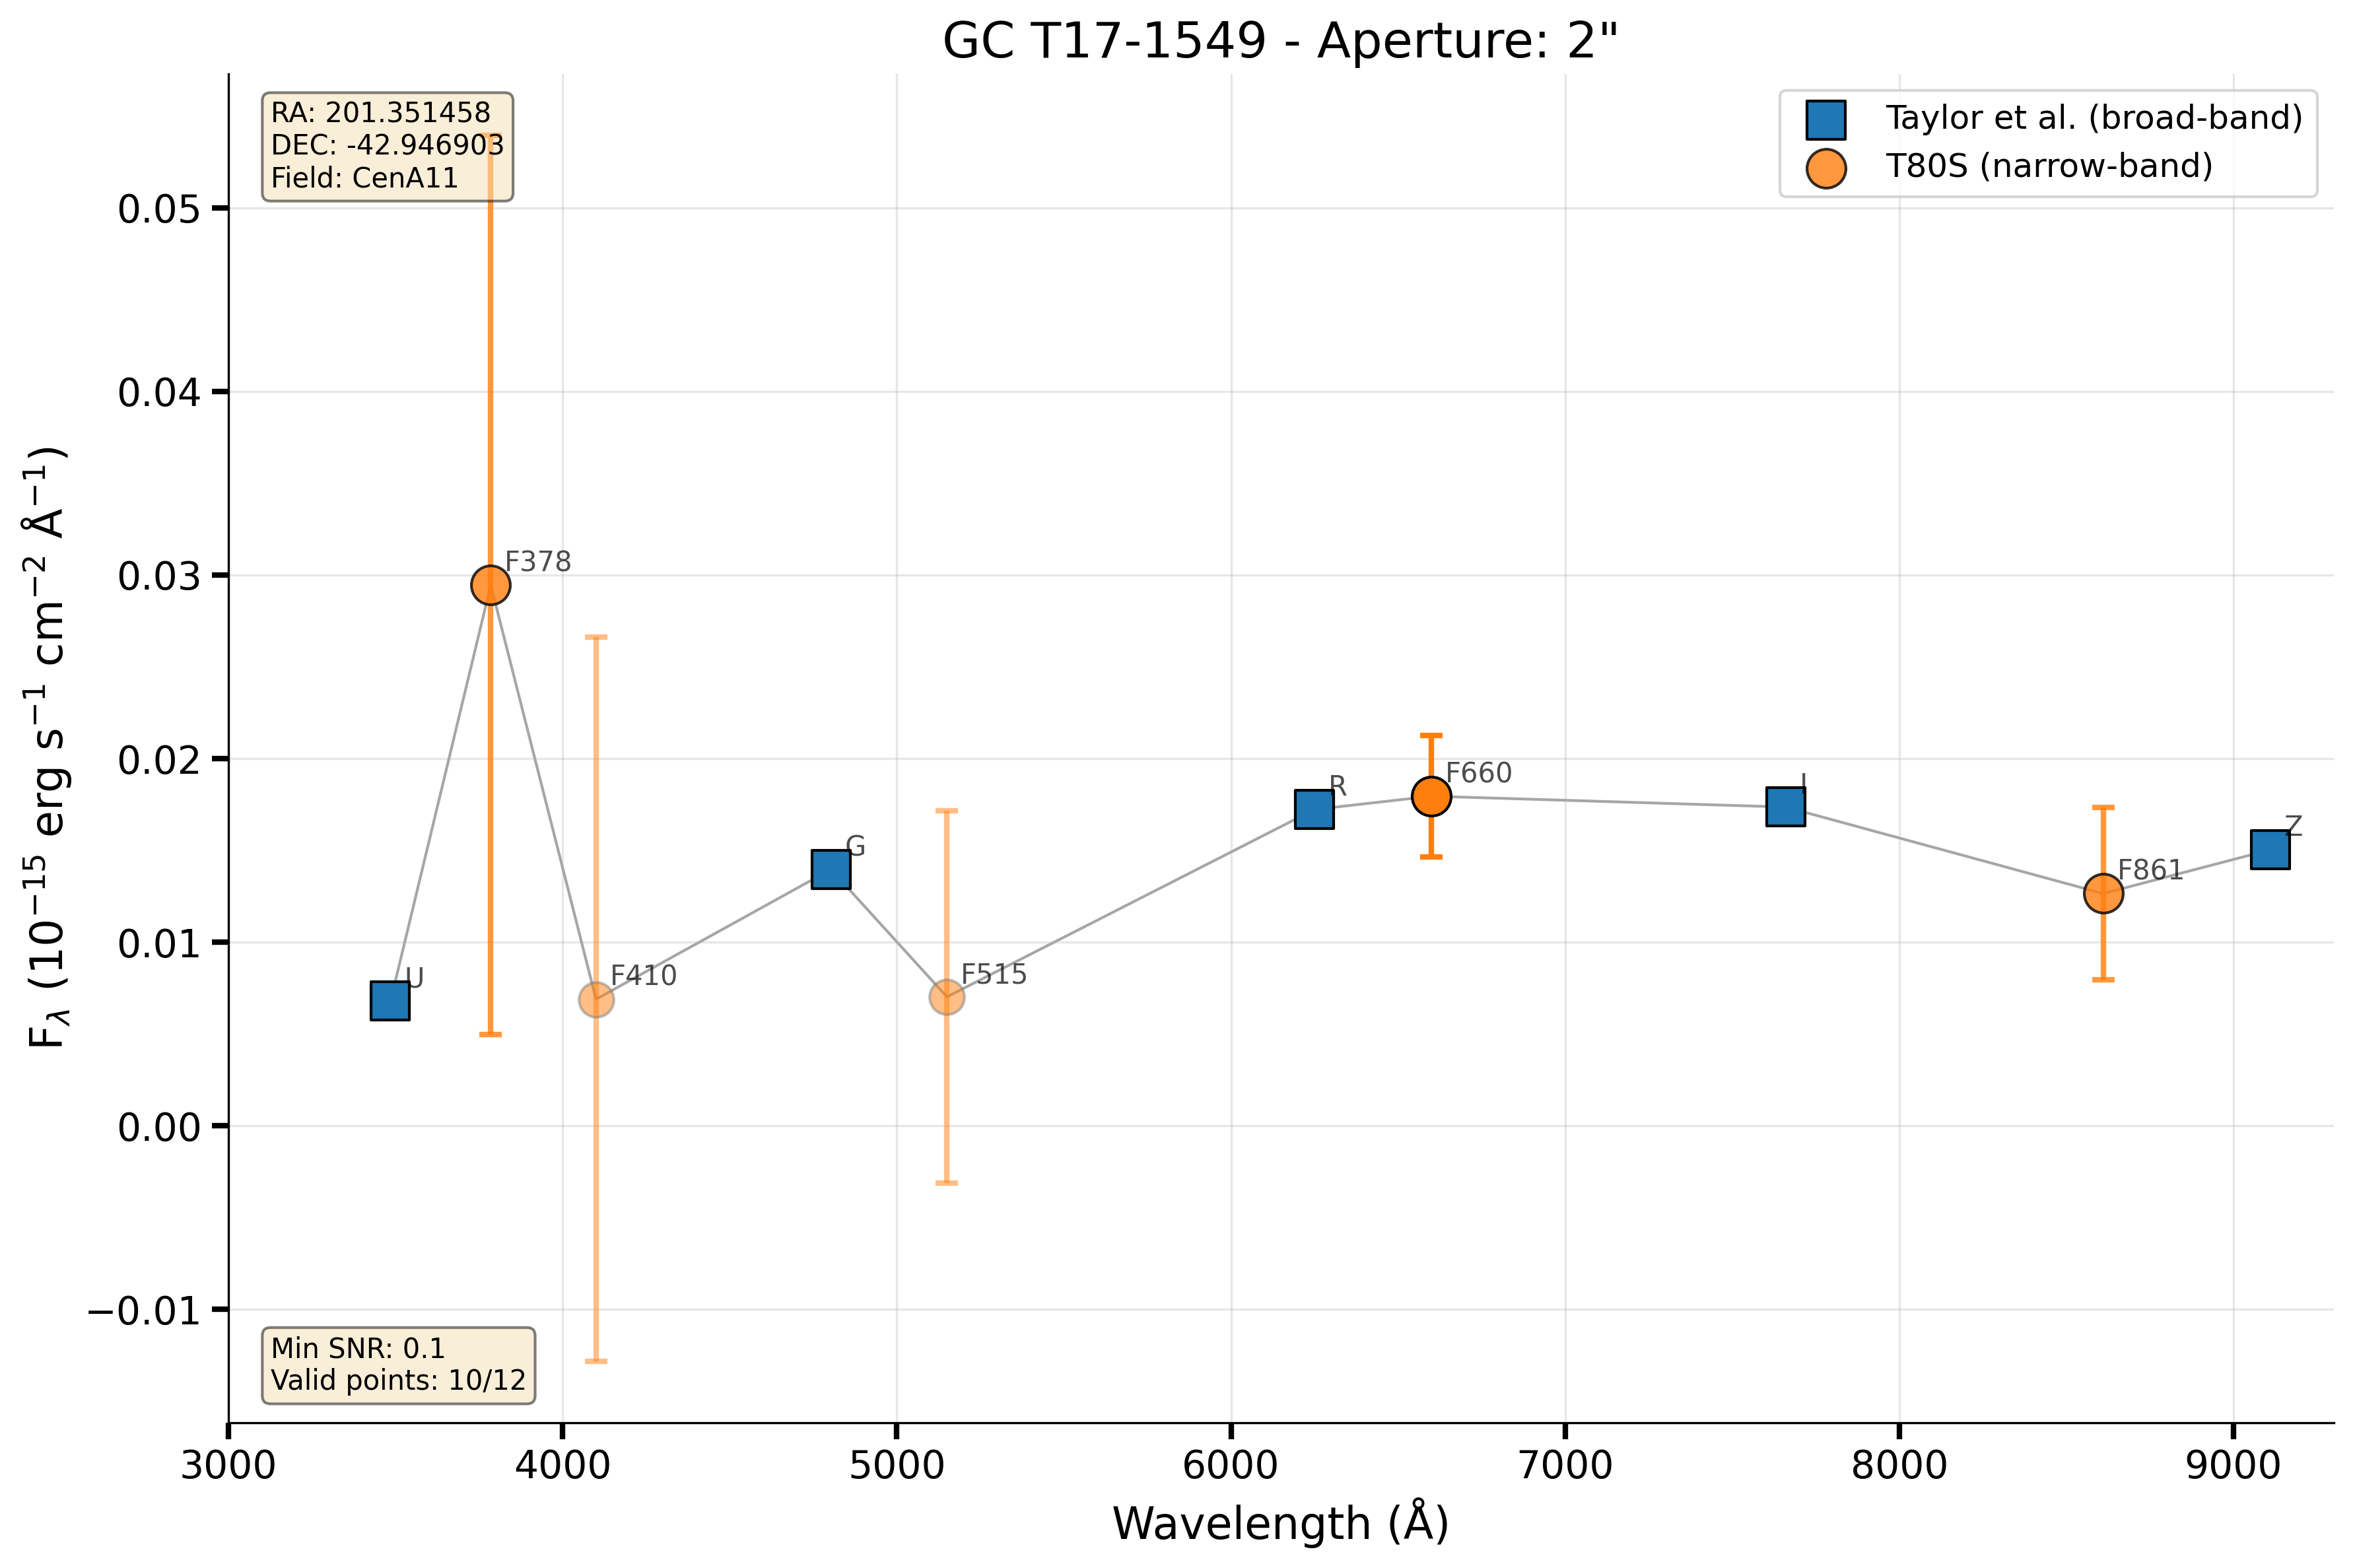 GC T17-1549 - Aperture: 2"
RA: 201.351458
DEC: -42.946903
Field: CenA11
Taylor et al. (broad-band)
T80S (narrow-band)
0.05
0.04
0.03
0.02
0.01
0.00
−0.01
F_λ (10⁻¹⁵ erg s⁻¹ cm⁻² Å⁻¹)
U
F378
F410
G
F515
R
F660
I
F861
Z
Min SNR: 0.1
Valid points: 10/12
3000 4000 5000 6000 7000 8000 9000
Wavelength (Å)